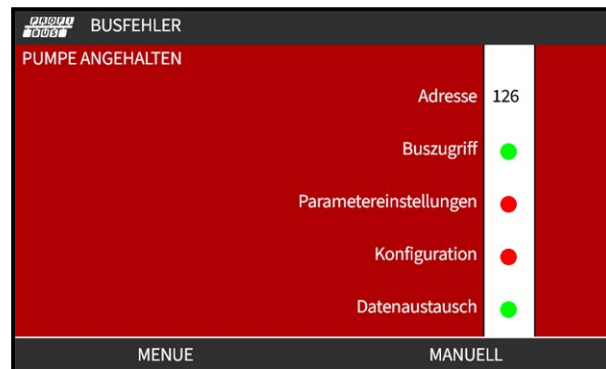 PROFI BUS BUSFEHLER
PUMPE ANGEHALTEN
Adresse 126
Buszugriff
Parametereinstellungen
Konfiguration
Datenaustausch
MENUE MANUELL